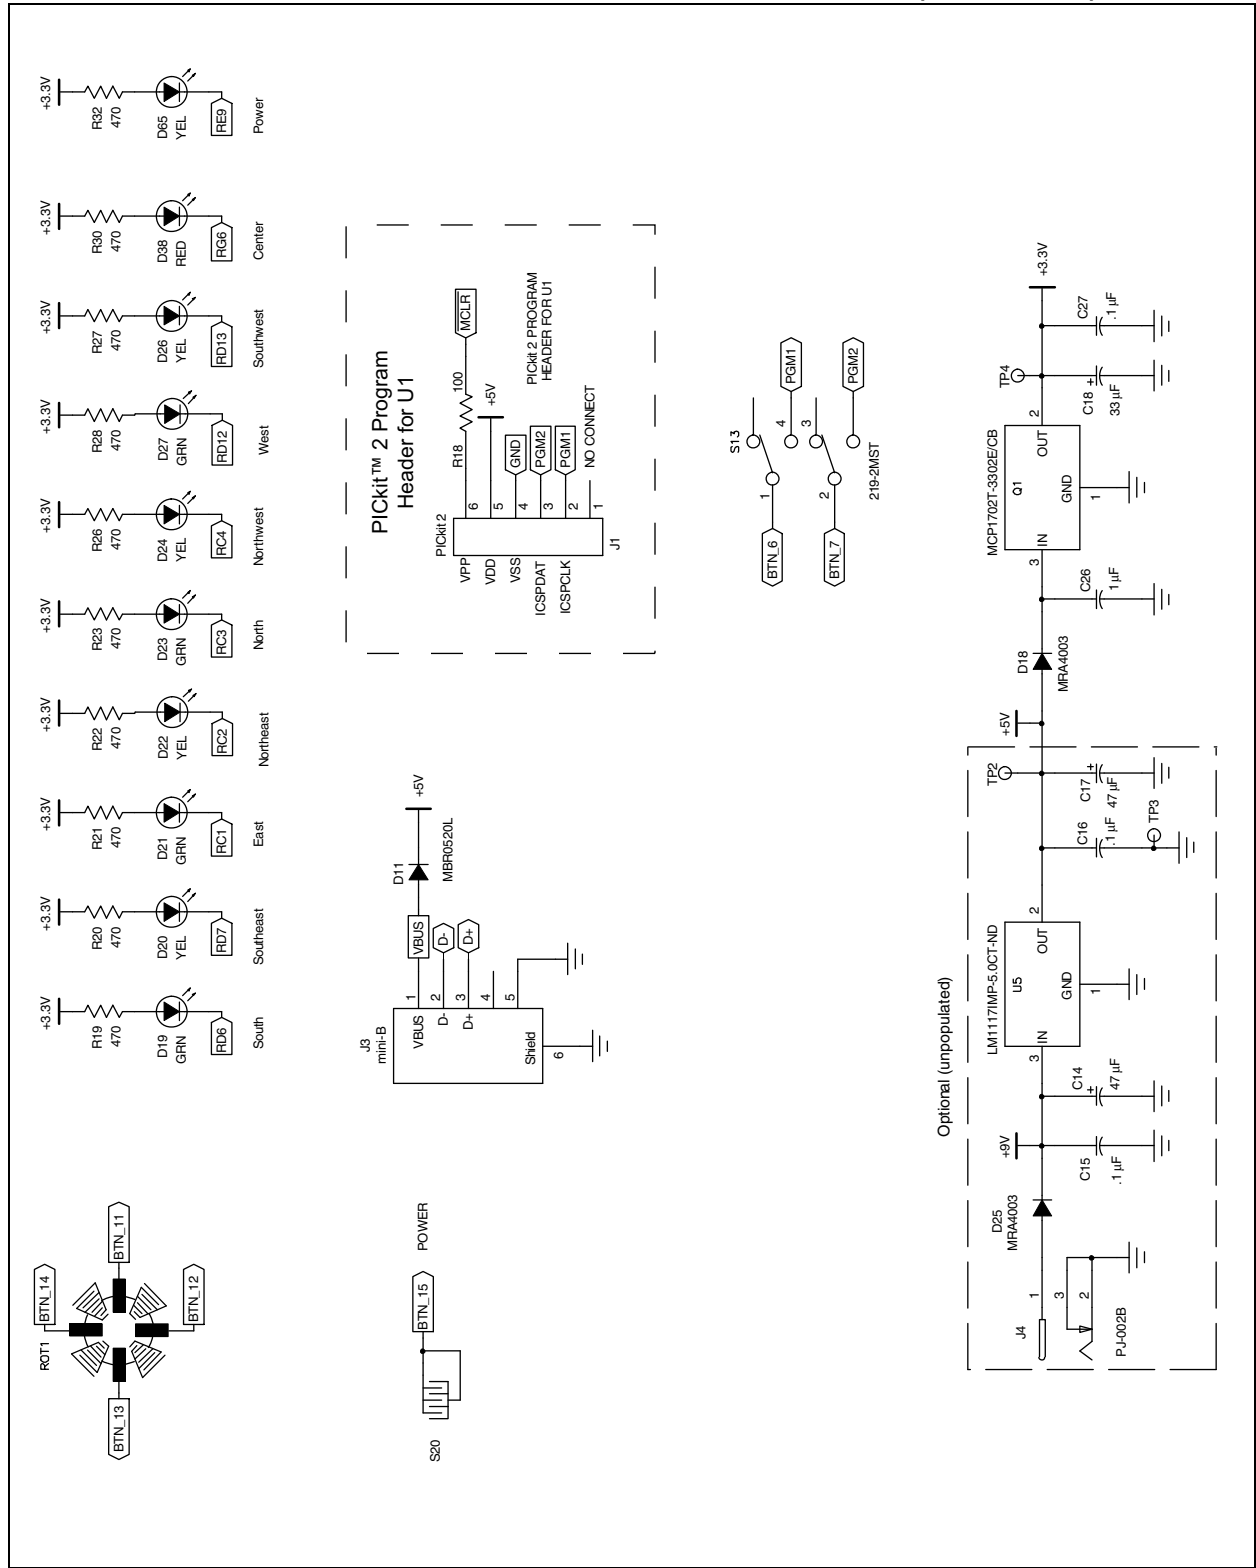 ROT1
BTN_13
BTN_14
BTN_11
BTN_12
+3.3V
R19
470
D19
GRN
RD6
South
+3.3V
R20
470
D20
YEL
RD7
Southeast
+3.3V
R21
470
D21
GRN
RC1
East
+3.3V
R22
470
D22
YEL
RC2
Northeast
+3.3V
R23
470
D23
GRN
RC3
North
+3.3V
R26
470
D24
YEL
RC4
Northwest
+3.3V
R28
470
D27
GRN
RD12
West
+3.3V
R27
470
D26
YEL
RD13
Southwest
+3.3V
R30
470
D38
RED
RG6
Center
+3.3V
R32
470
D65
YEL
RE9
Power
S20
BTN_15
POWER
J3
mini-B
VBUS
D-
D+
Shield
1
2
3
4
5
6
VBUS
D-
D+
D11
MBR0520L
+5V
PICkit™ 2 Program
Header for U1
PICkit 2
VPP
VDD
VSS
ICSPDAT
ICSPCLK
6
5
4
3
2
1
J1
R18
100
MCLR
+5V
GND
PGM2
PGM1
NO CONNECT
PICkit 2 PROGRAM
HEADER FOR U1
S13
BTN_6
1
4
PGM1
BTN_7
2
3
PGM2
219-2MST
Optional (unpopulated)
J4
1
3
2
PJ-002B
D25
MRA4003
+9V
C15
.1 µF
C14
47 µF
LM1117IMP-5.0CT-ND
U5
3
IN
OUT
2
GND
1
C16
.1 µF
TP3
TP2
C17
47 µF
+5V
D18
MRA4003
C26
1 µF
MCP1702T-3302E/CB
Q1
3
IN
OUT
2
GND
1
TP4
C18
33 µF
C27
.1 µF
+3.3V